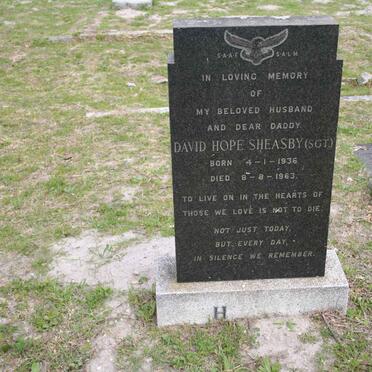 SAAF SALM
IN LOVING MEMORY
OF
MY BELOVED HUSBAND
AND DEAR DADDY
DAVID HOPE SHEASBY (SGT)
BORN 4-1-1936
DIED 8-8-1963.
TO LIVE ON IN THE HEARTS OF
THOSE WE LOVE IS NOT TO DIE.
NOT JUST TODAY,
BUT, EVERY DAY,
IN SILENCE WE REMEMBER.
H